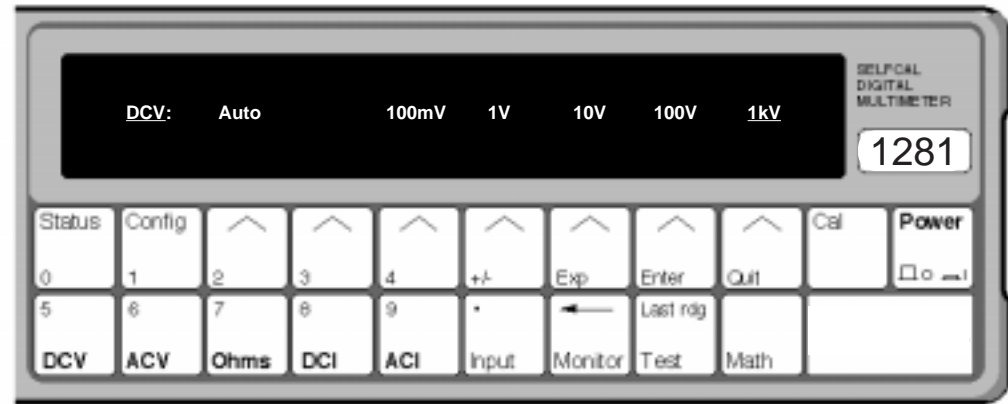 DCV: Auto 100mV 1V 10V 100V 1kV
SELFCAL
DIGITAL
MULTIMETER
1281
Status Config Cal Power
0 1 2 3 4 +/- Exp Enter Quit
5 6 7 8 9 . Last rdg
DCV ACV Ohms DCI ACI Input Monitor Test Math